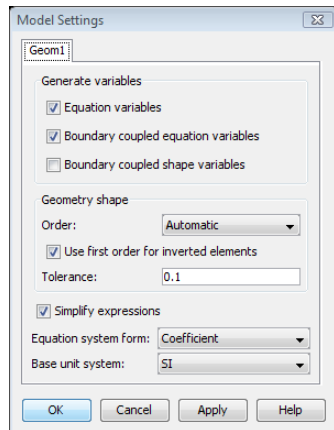 Model Settings
Geom1
Generate variables
Equation variables
Boundary coupled equation variables
Boundary coupled shape variables
Geometry shape
Order: Automatic
Use first order for inverted elements
Tolerance: 0.1
Simplify expressions
Equation system form: Coefficient
Base unit system: SI
OK Cancel Apply Help